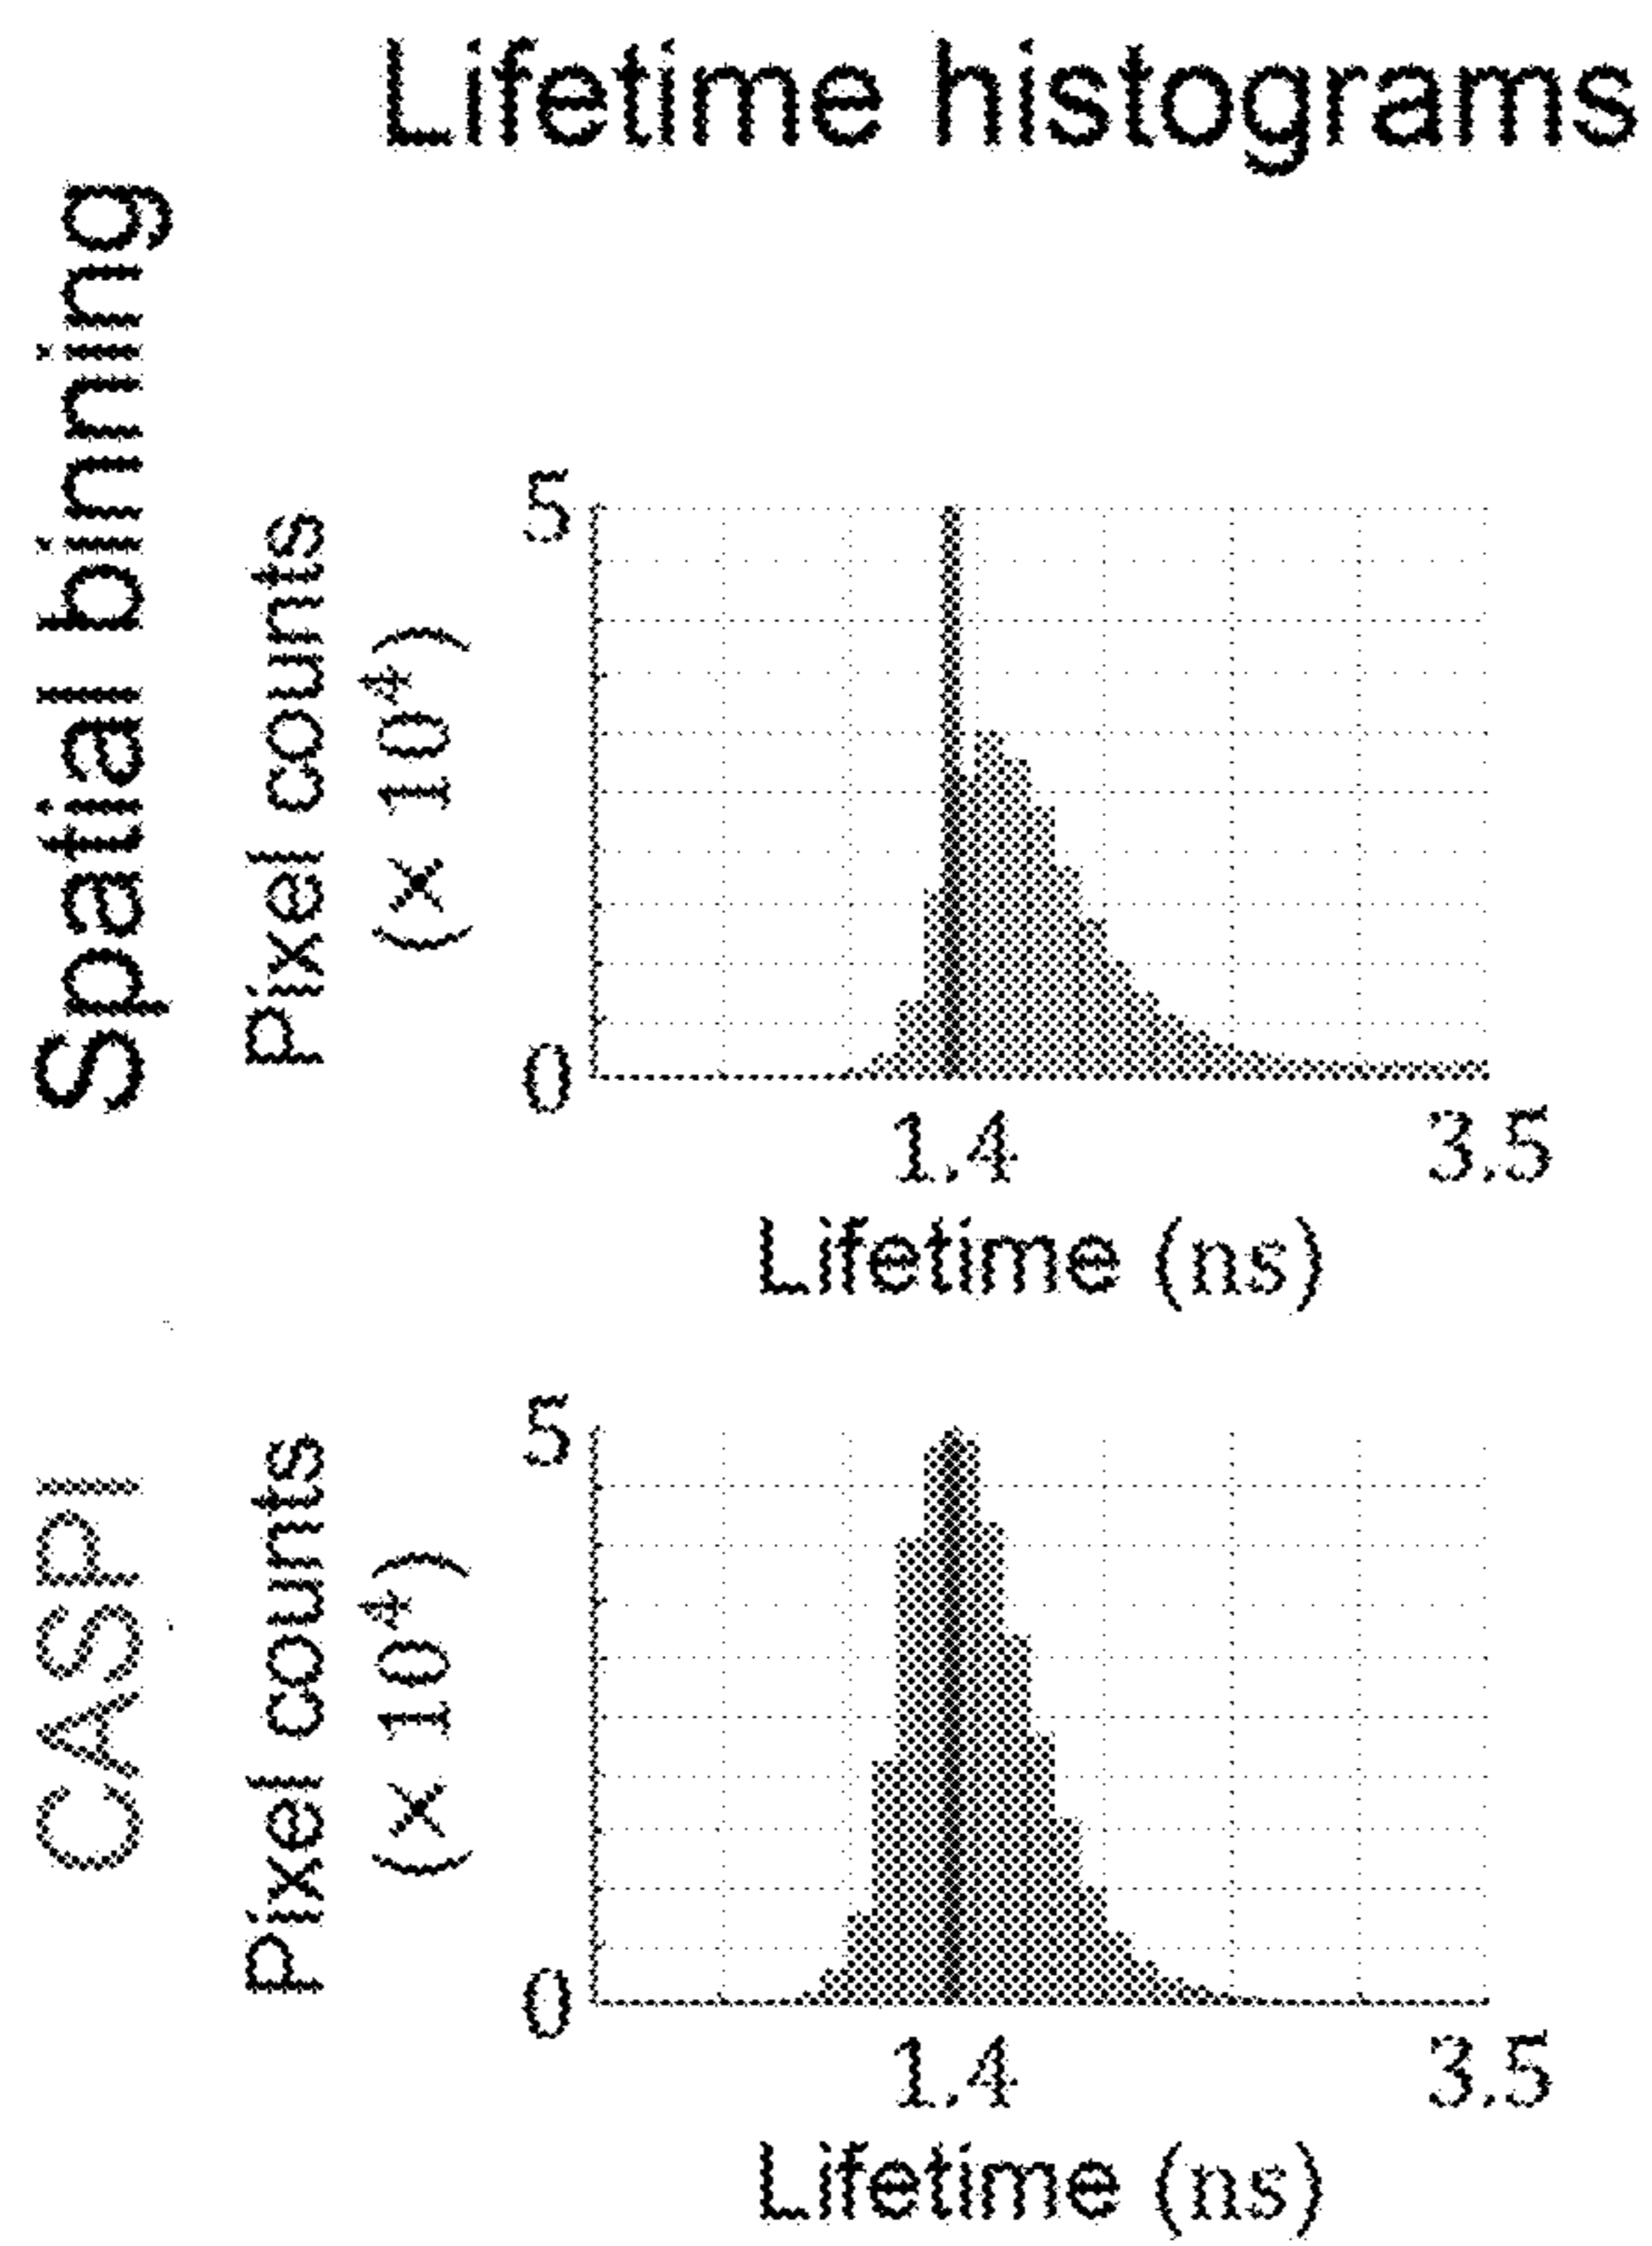 Lifetime histograms
Spatial binning
Pixel counts
(× 10⁴)
5
0
1.4
3.5
Lifetime (ns)
CASPI
Pixel counts
(× 10⁴)
5
0
1.4
3.5
Lifetime (ns)